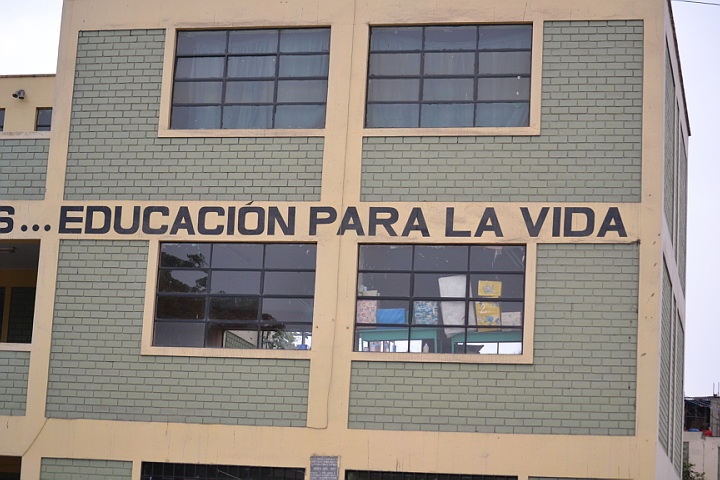 S... EDUCACIÓN PARA LA VIDA